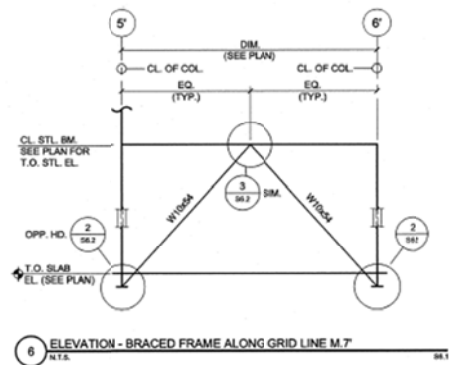 5'
6'
DIM.
(SEE PLAN)
CL. OF COL.
CL. OF COL.
EQ.
(TYP.)
EQ.
(TYP.)
CL. STL. BM.
SEE PLAN FOR
T.O. STL. EL.
3
S6.2
SIM.
W10x54
W10x54
OPP. HD.
2
S6.2
2
T.O. SLAB
EL. (SEE PLAN)
6
ELEVATION - BRACED FRAME ALONG GRID LINE M.7'
N.T.S.
S6.1